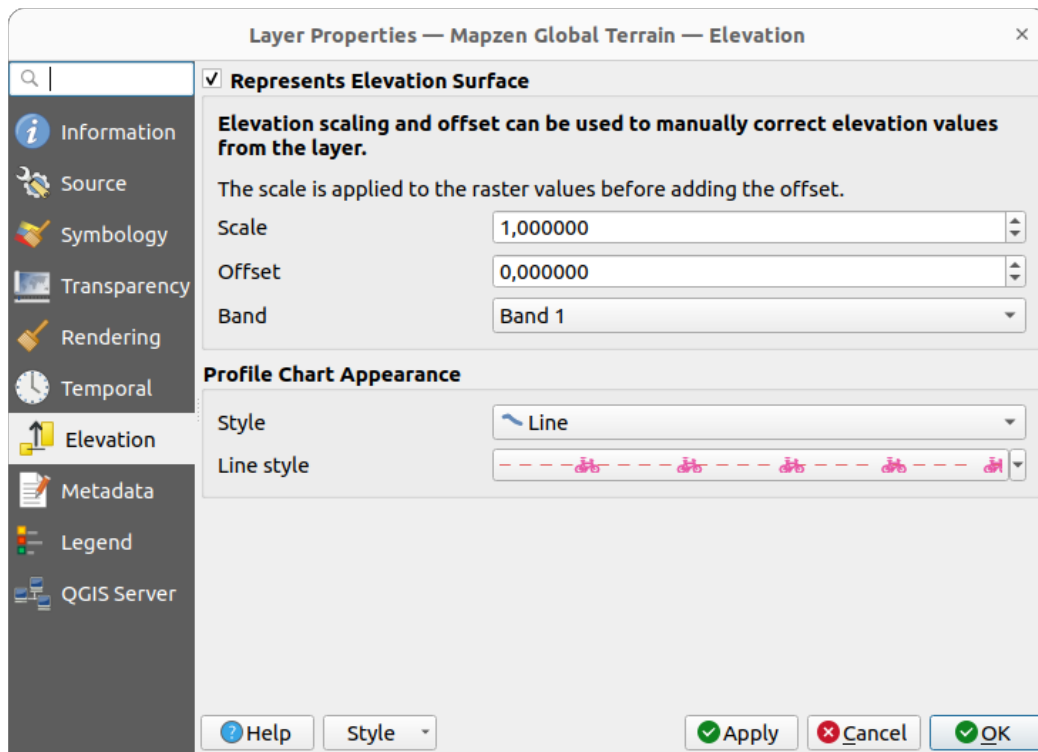 Layer Properties — Mapzen Global Terrain — Elevation
Information
Source
Symbology
Transparency
Rendering
Temporal
Elevation
Metadata
Legend
QGIS Server
Represents Elevation Surface
Elevation scaling and offset can be used to manually correct elevation values
from the layer.
The scale is applied to the raster values before adding the offset.
Scale 1,000000
Offset 0,000000
Band Band 1
Profile Chart Appearance
Style Line
Line style
Help Style Apply Cancel OK